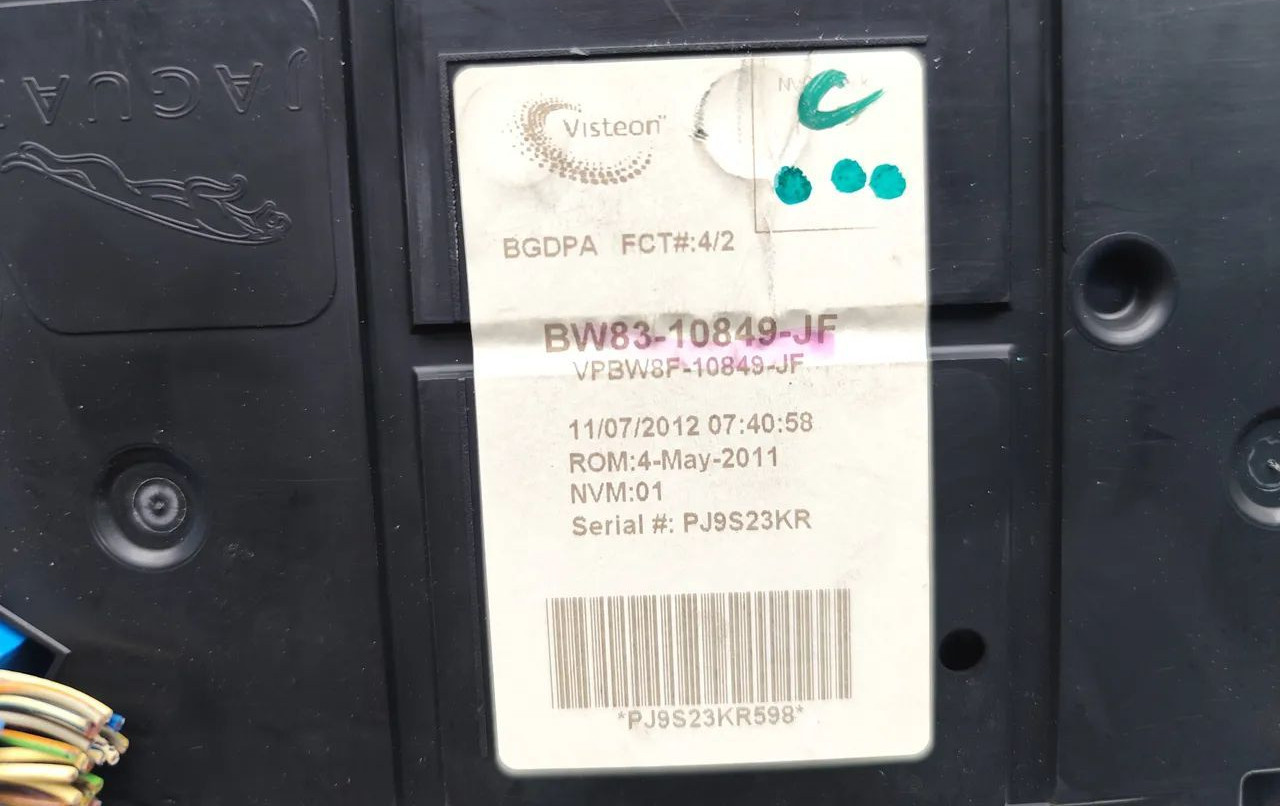 JAGUA
Visteon
BGDPA FCT#:4/2
BW83-10849-JF
VPBW8F-10849-JF
11/07/2012 07:40:58
ROM:4-May-2011
NVM:01
Serial #: PJ9S23KR
*PJ9S23KR598*